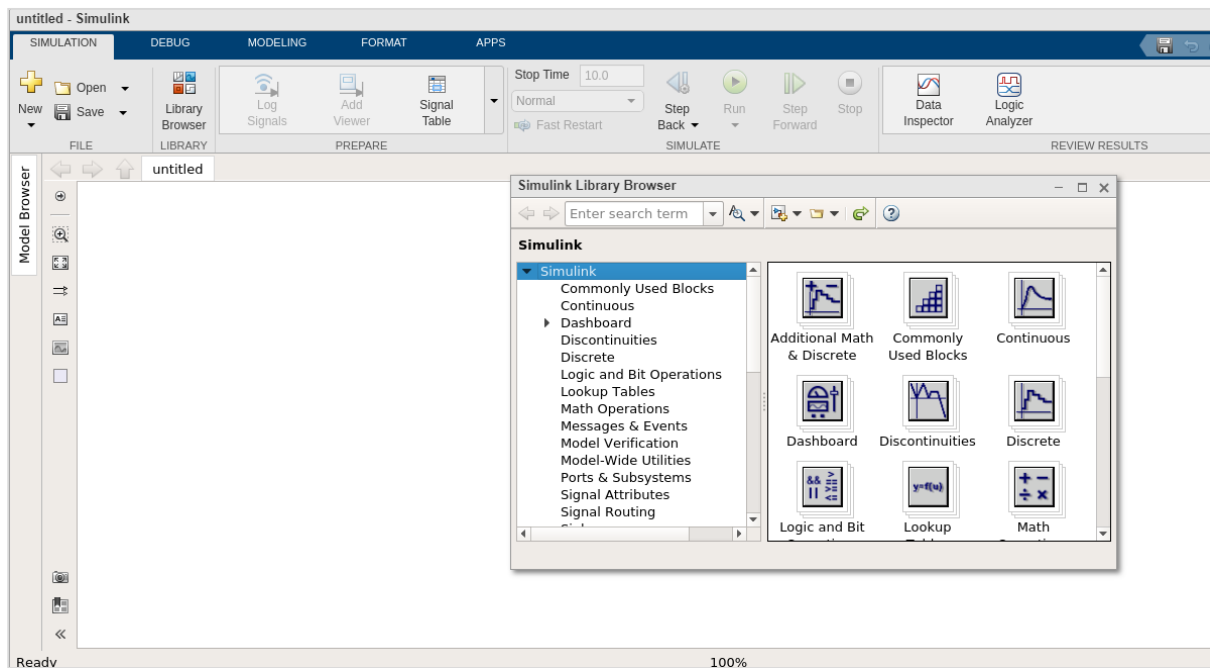 untitled - Simulink
SIMULATION DEBUG MODELING FORMAT APPS
New
Open
Save
FILE
Library Browser
LIBRARY
Log Signals
Add Viewer
Signal Table
PREPARE
Stop Time 10.0
Normal
Fast Restart
Step Back
Run
Step Forward
Stop
SIMULATE
Data Inspector
Logic Analyzer
REVIEW RESULTS
Model Browser
untitled
Simulink Library Browser
Enter search term
Simulink
Simulink
Commonly Used Blocks
Continuous
Dashboard
Discontinuities
Discrete
Logic and Bit Operations
Lookup Tables
Math Operations
Messages & Events
Model Verification
Model-Wide Utilities
Ports & Subsystems
Signal Attributes
Signal Routing
Additional Math
& Discrete
Commonly
Used Blocks
Continuous
Dashboard
Discontinuities
Discrete
&& >
|| >= <=
y=f(u)
Logic and Bit
Lookup
Math
Ready
100%